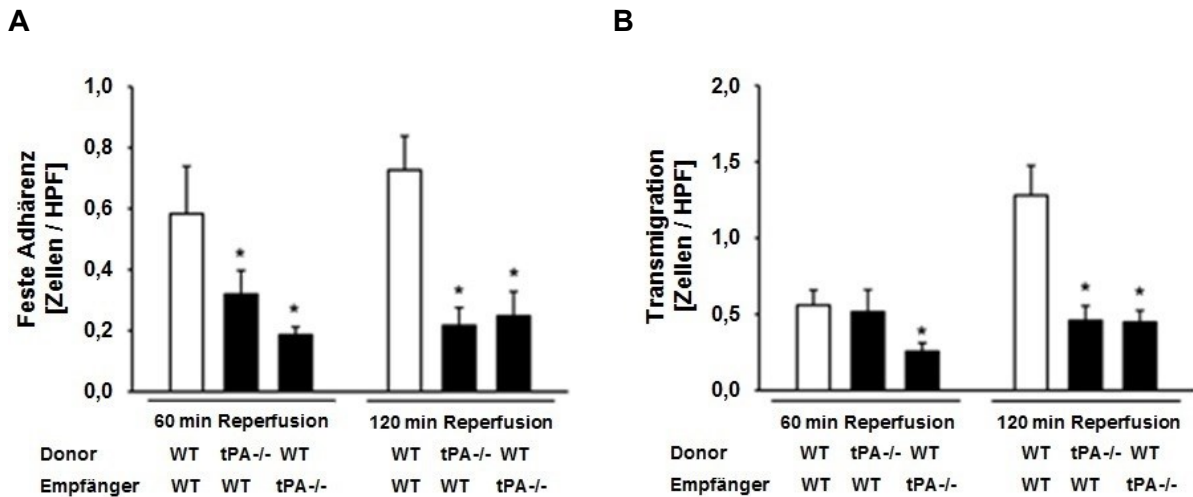 A
Feste Adhärenz
[Zellen / HPF]
1,0
0,8
0,6
0,4
0,2
0,0
*
*
*
*
60 min Reperfusion
120 min Reperfusion
Donor WT tPA-/- WT WT tPA-/- WT
Empfänger WT WT tPA-/- WT WT tPA-/-
B
Transmigration
[Zellen / HPF]
2,0
1,5
1,0
0,5
0,0
*
*
*
60 min Reperfusion
120 min Reperfusion
Donor WT tPA-/- WT WT tPA-/- WT
Empfänger WT WT tPA-/- WT WT tPA-/-